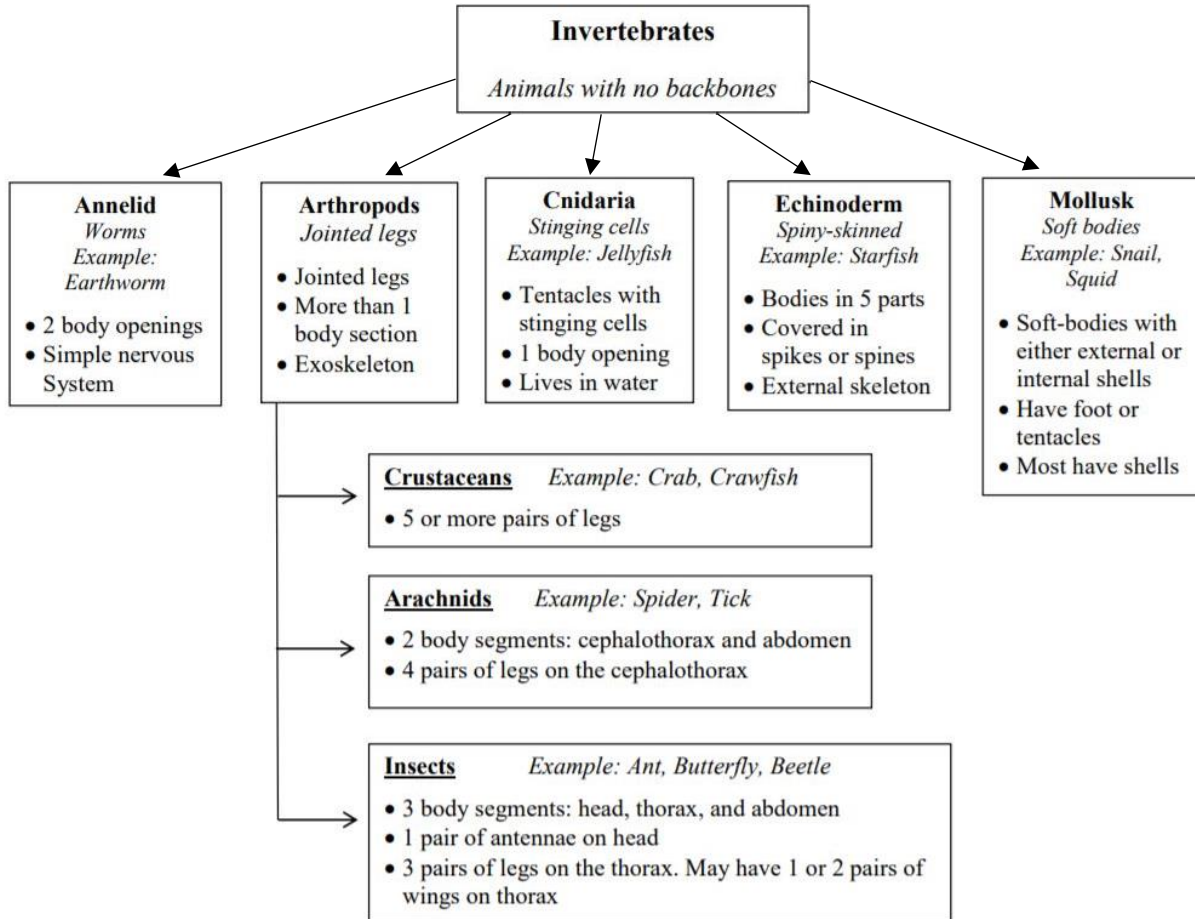 Invertebrates
Animals with no backbones
Annelid
Worms
Example:
Earthworm
• 2 body openings
• Simple nervous
System
Arthropods
Jointed legs
• Jointed legs
• More than 1
body section
• Exoskeleton
Cnidaria
Stinging cells
Example: Jellyfish
• Tentacles with
stinging cells
• 1 body opening
• Lives in water
Echinoderm
Spiny-skinned
Example: Starfish
• Bodies in 5 parts
• Covered in
spikes or spines
• External skeleton
Mollusk
Soft bodies
Example: Snail,
Squid
• Soft-bodies with
either external or
internal shells
• Have foot or
tentacles
• Most have shells
Crustaceans Example: Crab, Crawfish
• 5 or more pairs of legs
Arachnids Example: Spider, Tick
• 2 body segments: cephalothorax and abdomen
• 4 pairs of legs on the cephalothorax
Insects Example: Ant, Butterfly, Beetle
• 3 body segments: head, thorax, and abdomen
• 1 pair of antennae on head
• 3 pairs of legs on the thorax. May have 1 or 2 pairs of
wings on thorax